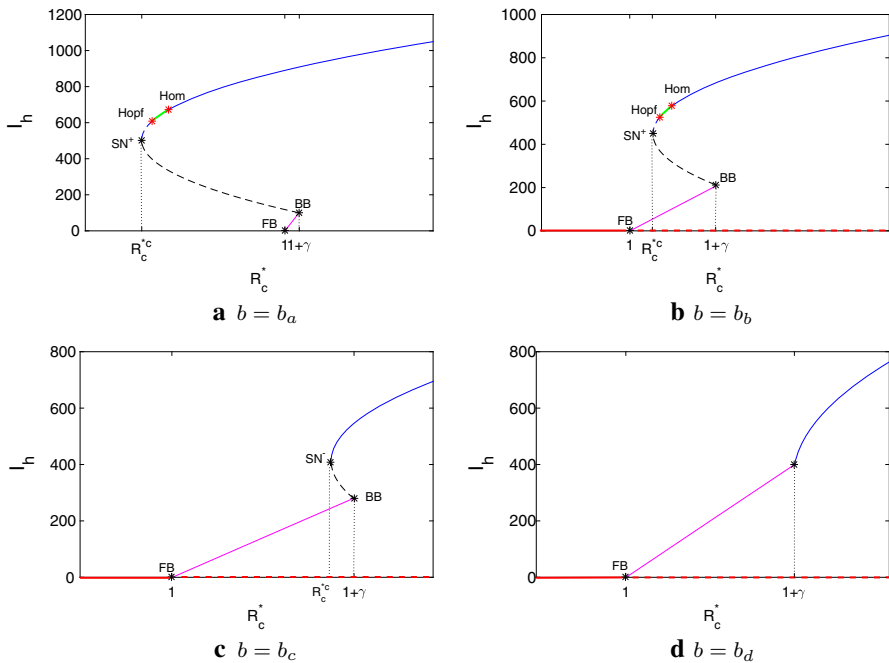 1200
1000
800
600
400
200
0
I_h
Hopf
Hom
SN⁺
BB
FB
R_c^{*c}
11+γ
R_c^*
a b = b_a
1000
800
600
400
200
0
I_h
Hopf
Hom
SN⁺
BB
FB
1
R_c^{*c}
1+γ
R_c^*
b b = b_b
800
600
400
200
0
I_h
SN⁻
BB
FB
1
R_c^{*c}
1+γ
R_c^*
c b = b_c
800
600
400
200
0
I_h
FB
1
1+γ
R_c^*
d b = b_d